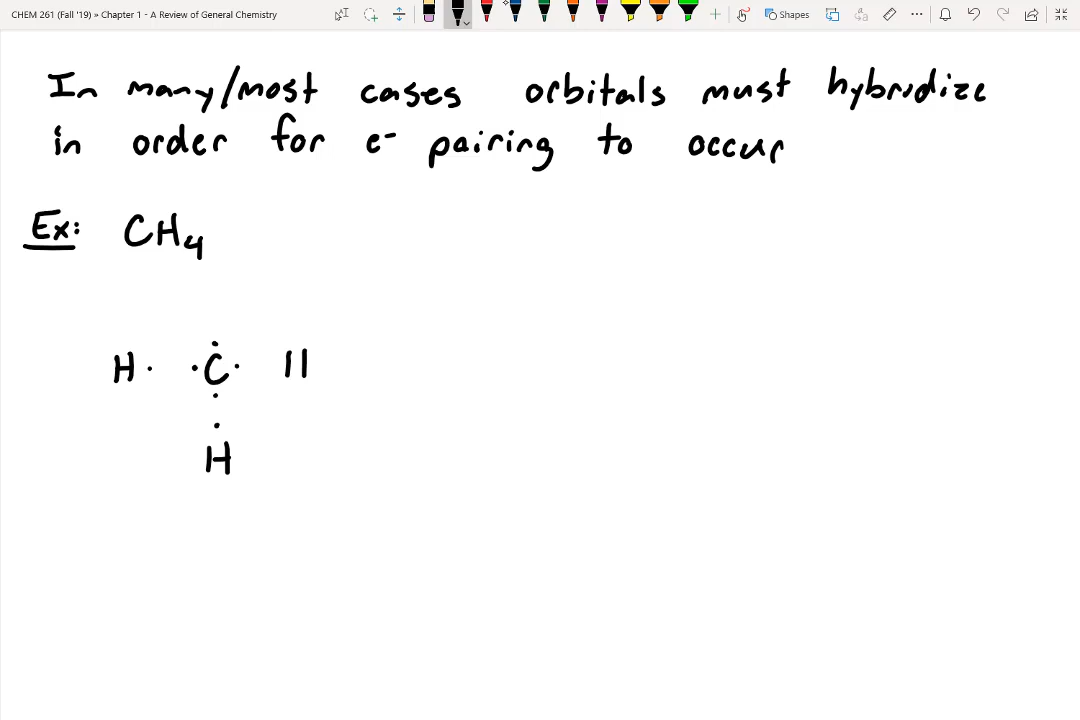 CHEM 261 (Fall '19) » Chapter 1 - A Review of General Chemistry
Shapes
In many/most cases orbitals must hybridize
in order for e- pairing to occur
Ex: CH4
H· ·C· ||
H